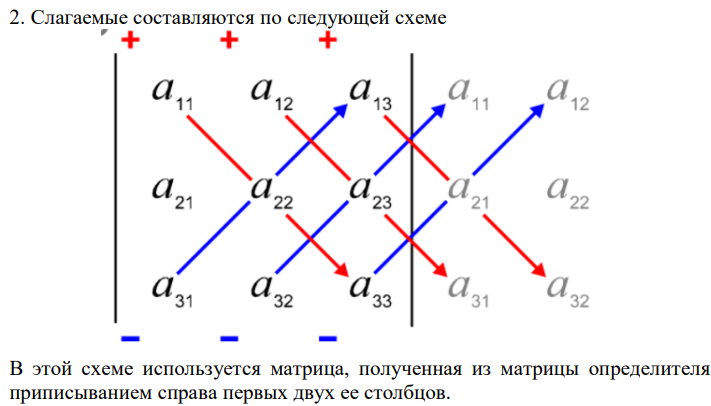 2. Слагаемые составляются по следующей схеме
+ + +
a11 a12 a13 a11 a12
a21 a22 a23 a21 a22
a31 a32 a33 a31 a32
− − −
В этой схеме используется матрица, полученная из матрицы определителя
приписыванием справа первых двух ее столбцов.